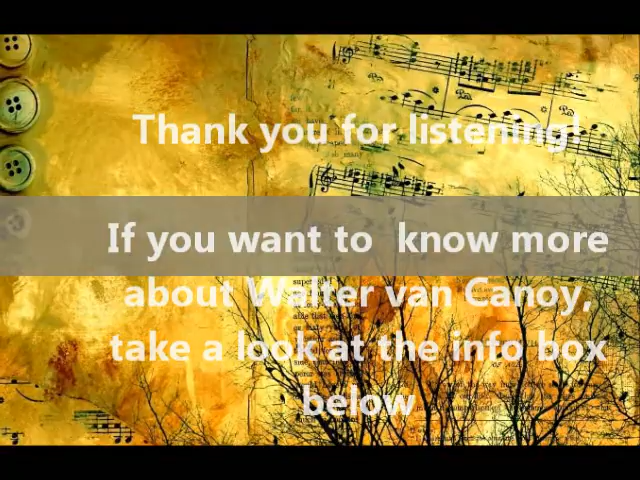 Thank you for listening!
If you want to  know more
about Walter van Canoy,
take a look at the info box
below